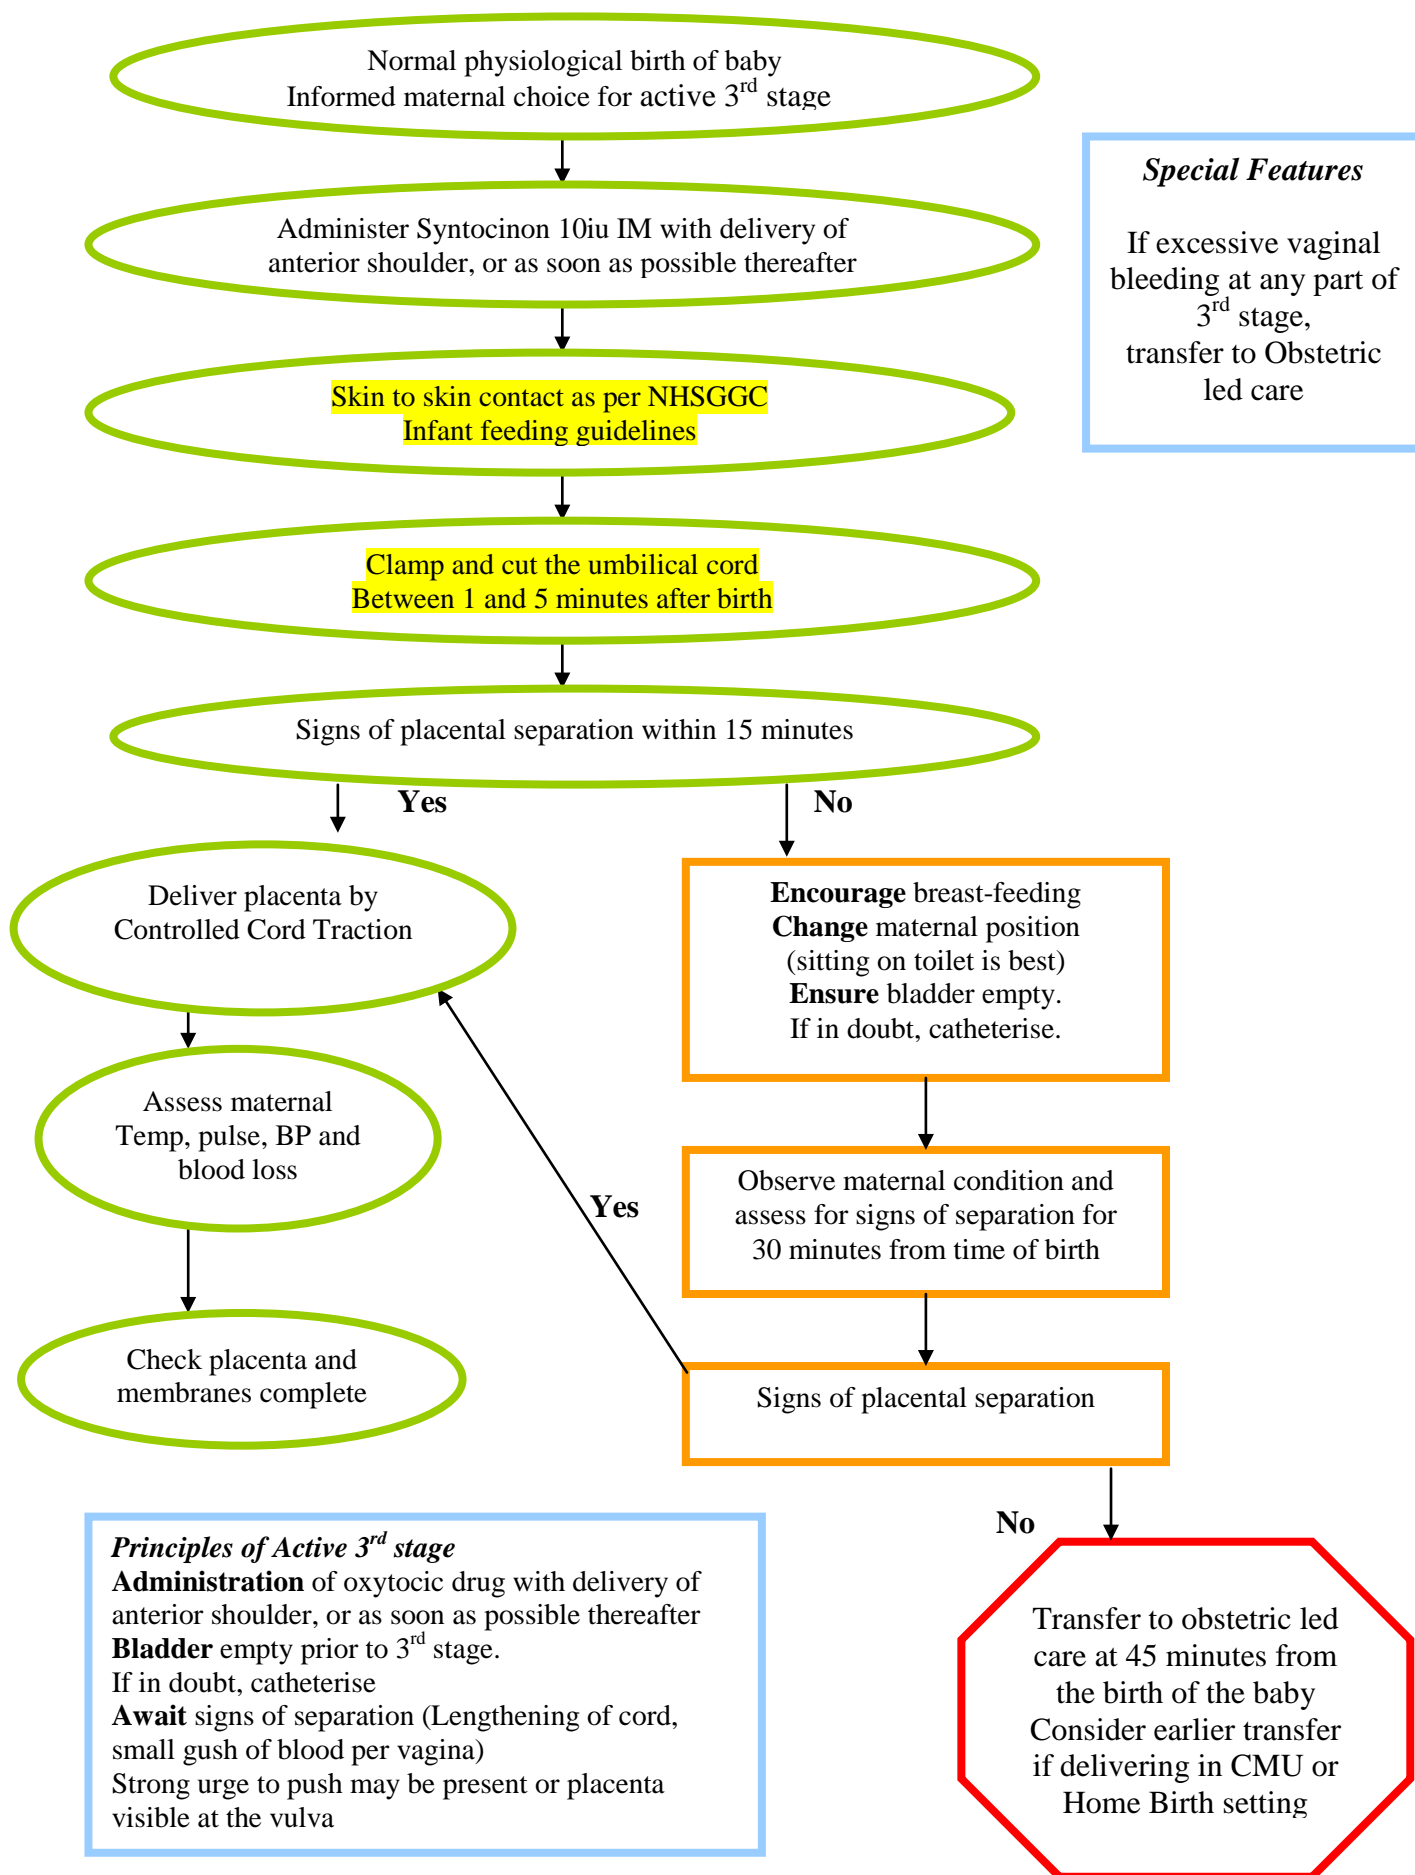 Normal physiological birth of baby
Informed maternal choice for active 3rd stage
Special Features
If excessive vaginal
bleeding at any part of
3rd stage,
transfer to Obstetric
led care
Administer Syntocinon 10iu IM with delivery of
anterior shoulder, or as soon as possible thereafter
Skin to skin contact as per NHSGGC
Infant feeding guidelines
Clamp and cut the umbilical cord
Between 1 and 5 minutes after birth
Signs of placental separation within 15 minutes
Yes
No
Deliver placenta by
Controlled Cord Traction
Encourage breast-feeding
Change maternal position
(sitting on toilet is best)
Ensure bladder empty.
If in doubt, catheterise.
Assess maternal
Temp, pulse, BP and
blood loss
Yes
Observe maternal condition and
assess for signs of separation for
30 minutes from time of birth
Check placenta and
membranes complete
Signs of placental separation
No
Principles of Active 3rd stage
Administration of oxytocic drug with delivery of
anterior shoulder, or as soon as possible thereafter
Bladder empty prior to 3rd stage.
If in doubt, catheterise
Await signs of separation (Lengthening of cord,
small gush of blood per vagina)
Strong urge to push may be present or placenta
visible at the vulva
Transfer to obstetric led
care at 45 minutes from
the birth of the baby
Consider earlier transfer
if delivering in CMU or
Home Birth setting